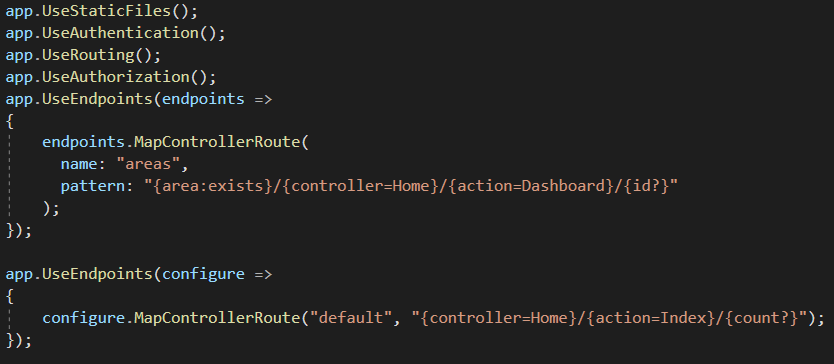 app.UseStaticFiles();
app.UseAuthentication();
app.UseRouting();
app.UseAuthorization();
app.UseEndpoints(endpoints =>
{
    endpoints.MapControllerRoute(
      name: "areas",
      pattern: "{area:exists}/{controller=Home}/{action=Dashboard}/{id?}"
    );
});

app.UseEndpoints(configure =>
{
    configure.MapControllerRoute("default", "{controller=Home}/{action=Index}/{count?}");
});